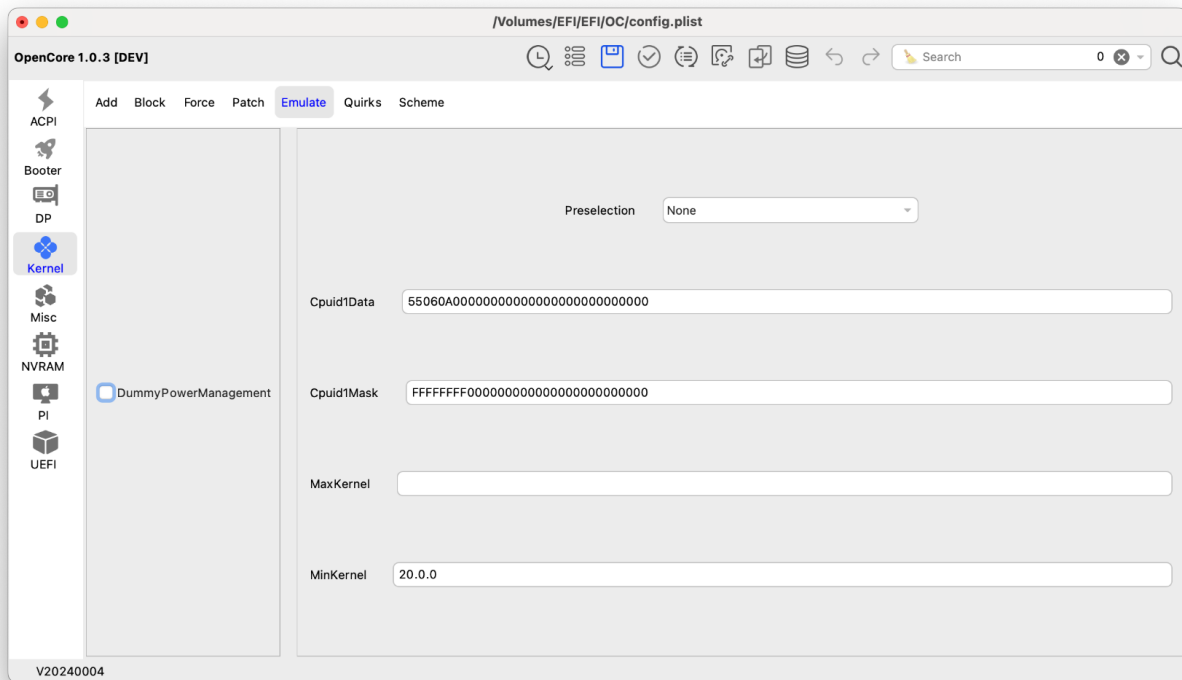 /Volumes/EFI/EFI/OC/config.plist
OpenCore 1.0.3 [DEV]
Search
0
ACPI
Booter
DP
Kernel
Misc
NVRAM
PI
UEFI
Add Block Force Patch Emulate Quirks Scheme
DummyPowerManagement
Preselection None
Cpuid1Data 55060A00000000000000000000000000
Cpuid1Mask FFFFFFFF000000000000000000000000
MaxKernel
MinKernel 20.0.0
V20240004